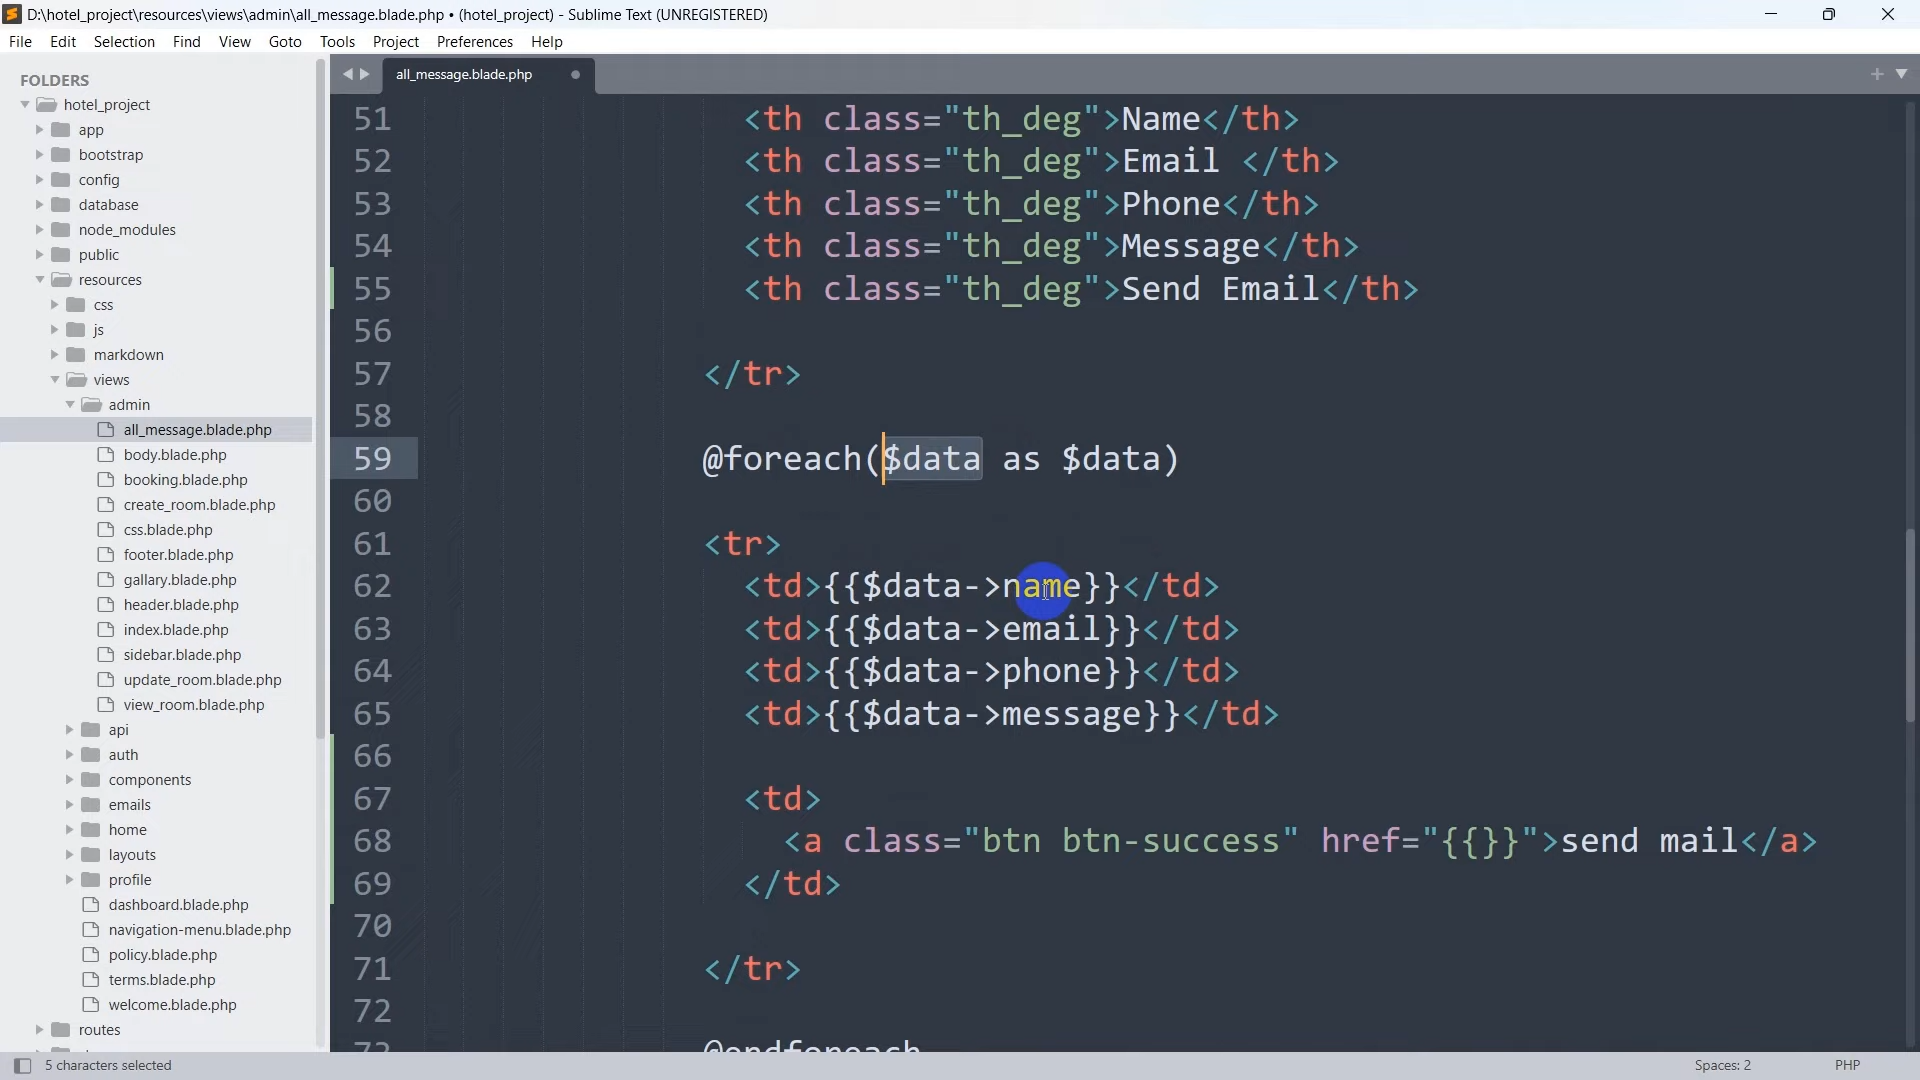 D:\hotel_project\resources\views\admin\all_message.blade.php • (hotel_project) - Sublime Text (UNREGISTERED)
File Edit Selection Find View Goto Tools Project Preferences Help
FOLDERS
hotel_project
app
bootstrap
config
database
node_modules
public
resources
css
js
markdown
views
admin
all_message.blade.php
body.blade.php
booking.blade.php
create_room.blade.php
css.blade.php
footer.blade.php
gallary.blade.php
header.blade.php
index.blade.php
sidebar.blade.php
update_room.blade.php
view_room.blade.php
api
auth
components
emails
home
layouts
profile
dashboard.blade.php
navigation-menu.blade.php
policy.blade.php
terms.blade.php
welcome.blade.php
routes
all_message.blade.php
51 <th class="th_deg">Name</th>
52 <th class="th_deg">Email </th>
53 <th class="th_deg">Phone</th>
54 <th class="th_deg">Message</th>
55 <th class="th_deg">Send Email</th>
56
57 </tr>
58
59 @foreach($data as $data)
60
61 <tr>
62 <td>{{$data->name}}</td>
63 <td>{{$data->email}}</td>
64 <td>{{$data->phone}}</td>
65 <td>{{$data->message}}</td>
66
67 <td>
68 <a class="btn btn-success" href="{{}}">send mail</a>
69 </td>
70
71 </tr>
72
73 @endforeach
5 characters selected
Spaces: 2 PHP